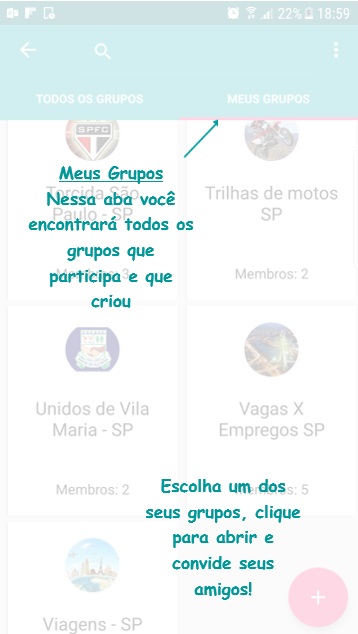 22% 18:59
TODOS OS GRUPOS MEUS GRUPOS
SPFC
Meus Grupos
Nessa aba você
encontrará todos os
grupos que
participa e que
criou
Torcida São
Paulo - SP
Membros: 3
Trilhas de motos
SP
Membros: 2
Unidos de Vila
Maria - SP
Membros: 2
Vagas X
Empregos SP
Membros: 5
Escolha um dos
seus grupos, clique
para abrir e
convide seus
amigos!
Viagens - SP